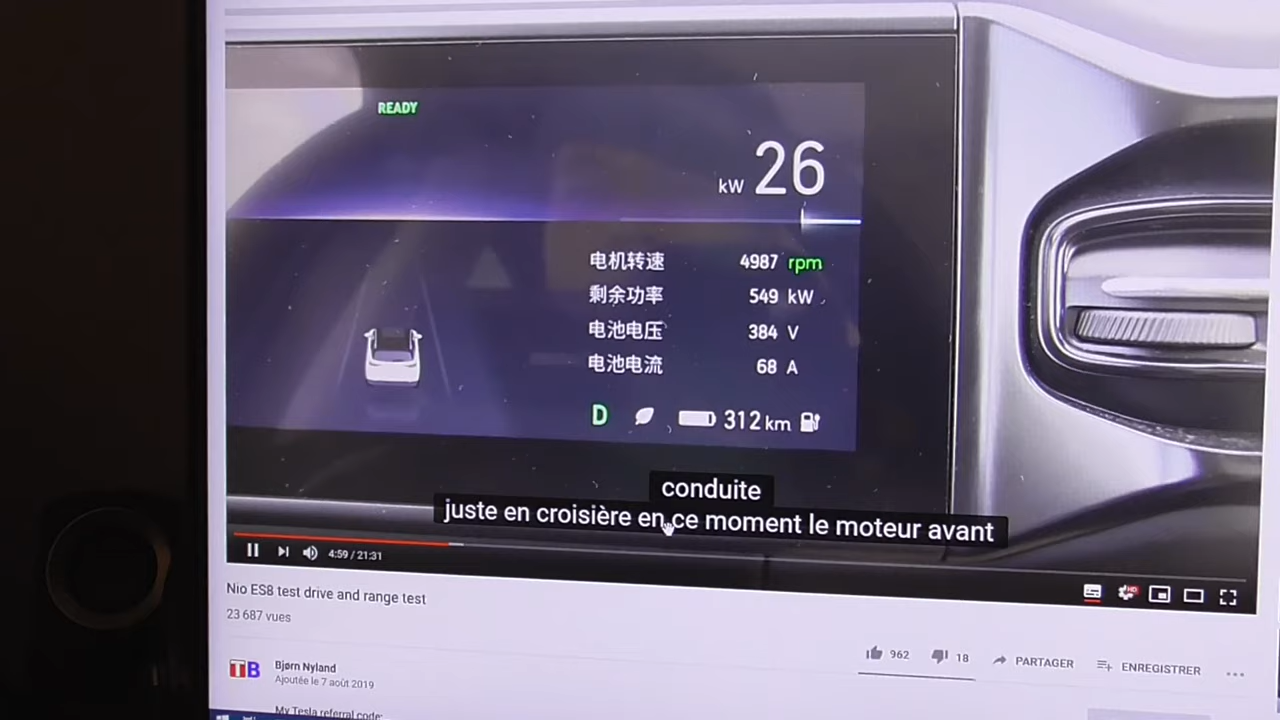 READY
kW 26
电机转速 4987 rpm
剩余功率 549 kW
电池电压 384 V
电池电流 68 A
D 312 km
conduite
juste en croisière en ce moment le moteur avant
4:59 / 21:31
HD
Nio ES8 test drive and range test
23 687 vues
962 18 PARTAGER ENREGISTRER
TB Bjørn Nyland
Ajoutée le 7 août 2019
My Tesla referral code: